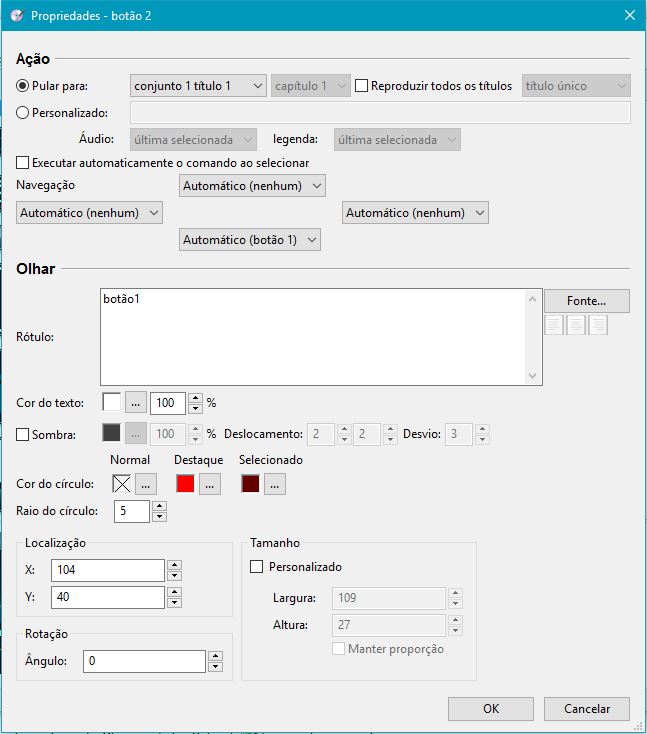 Propriedades - botão 2
Ação
Pular para: conjunto 1 título 1 capítulo 1 Reproduzir todos os títulos título único
Personalizado:
Áudio: última selecionada legenda: última selecionada
Executar automaticamente o comando ao selecionar
Navegação Automático (nenhum)
Automático (nenhum) Automático (nenhum)
Automático (botão 1)
Olhar
botão1
Fonte...
Rótulo:
Cor do texto: ... 100 %
Sombra: ... 100 % Deslocamento: 2 2 Desvio: 3
Normal Destaque Selecionado
Cor do círculo: ... ... ...
Raio do círculo: 5
Localização Tamanho
X: 104 Personalizado
Y: 40 Largura: 109
Altura: 27
Rotação Manter proporção
Ângulo: 0
OK Cancelar